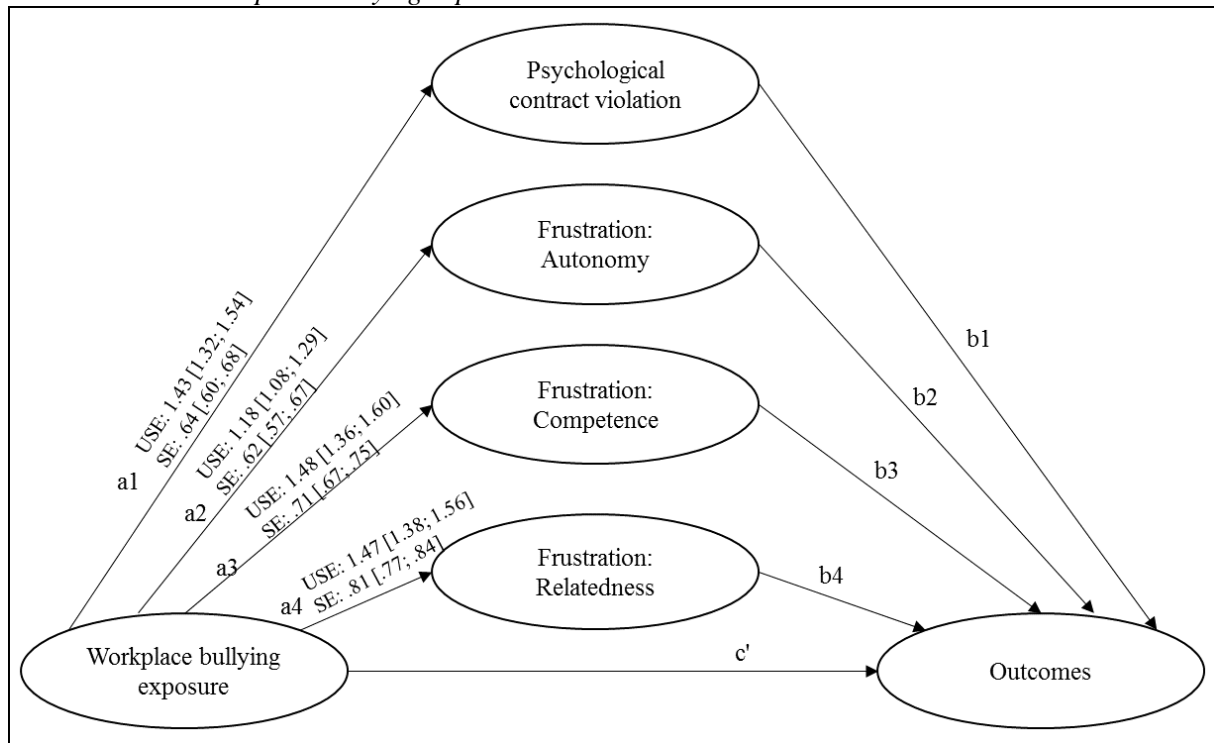 Psychological
contract violation
Frustration:
Autonomy
Frustration:
Competence
Frustration:
Relatedness
Workplace bullying
exposure
Outcomes
USE: 1.43 [1.32; 1.54]
SE: .64 [.60; .68]
a1
USE: 1.18 [1.08; 1.29]
SE: .62 [.57; .67]
a2
USE: 1.48 [1.36; 1.60]
SE: .71 [.67; .75]
a3
USE: 1.47 [1.38; 1.56]
SE: .81 [.77; .84]
a4
b1
b2
b3
b4
c'